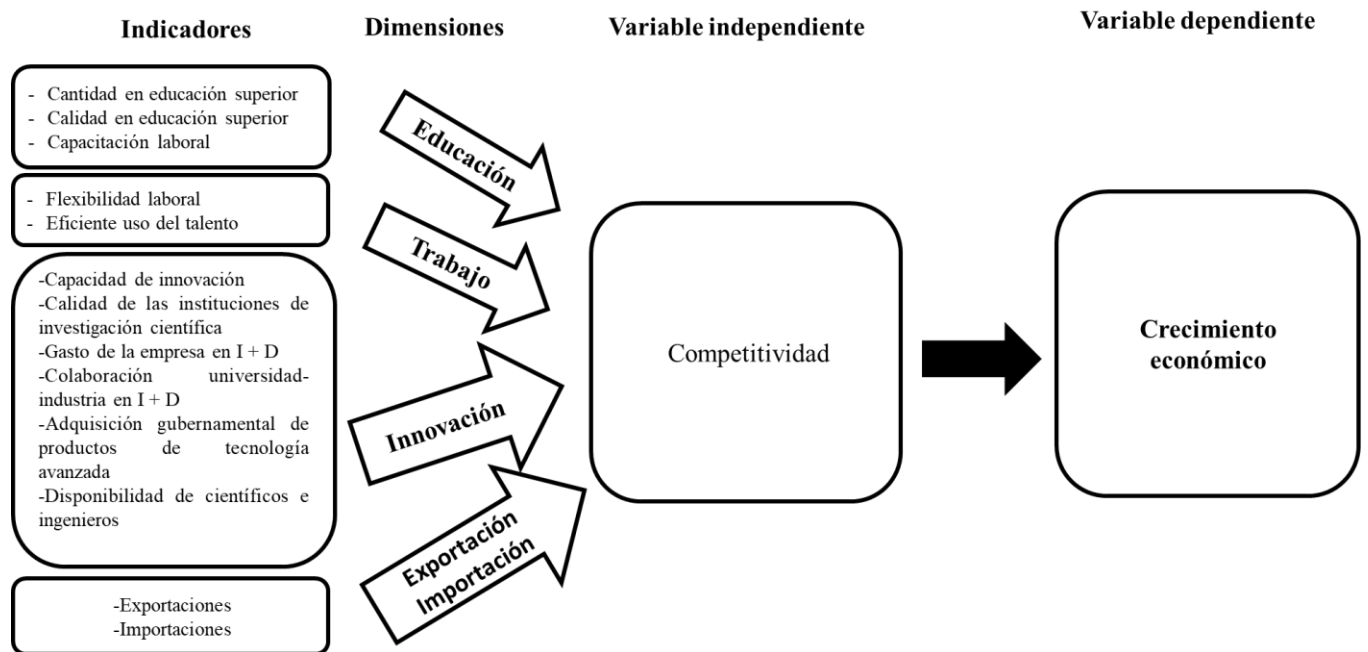 Indicadores
Dimensiones
Variable independiente
Variable dependiente
- Cantidad en educación superior
- Calidad en educación superior
- Capacitación laboral
- Flexibilidad laboral
- Eficiente uso del talento
-Capacidad de innovación
-Calidad de las instituciones de
investigación científica
-Gasto de la empresa en I + D
-Colaboración universidad-
industria en I + D
-Adquisición gubernamental de
productos de tecnología
avanzada
-Disponibilidad de científicos e
ingenieros
-Exportaciones
-Importaciones
Educación
Trabajo
Innovación
Exportación
Importación
Competitividad
Crecimiento
económico